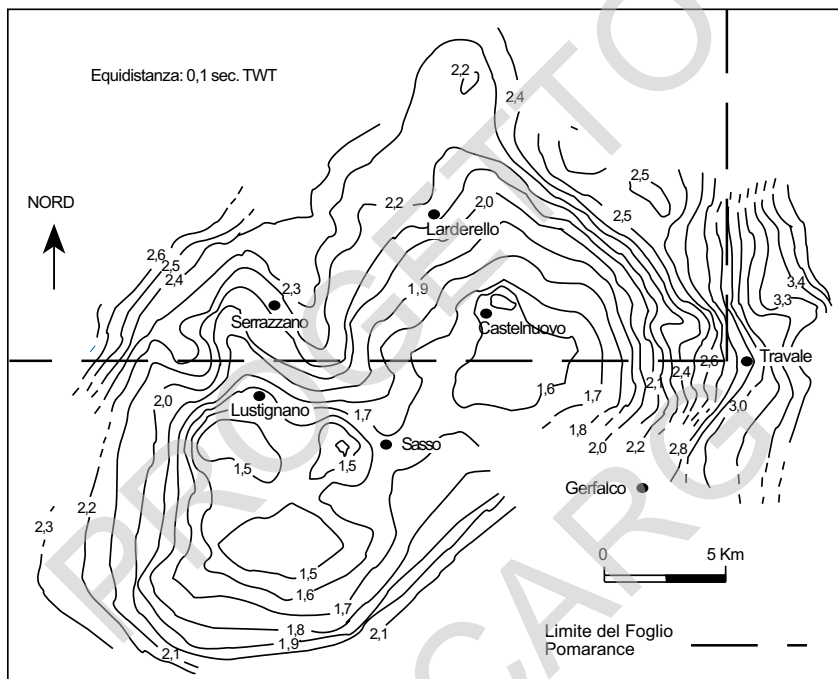 Equidistanza: 0,1 sec. TWT
2,2
2,4
2,5
NORD
2,2
2,0
Larderello
2,5
2,6
2,5
2,4
2,3
1,9
3,4
3,3
Serrazzano
Castelnuovo
2,6
Travale
2,4
2,1
1,6
1,7
2,0
Lustignano
1,7
3,0
1,8
2,0
2,2
2,8
Sasso
1,5
1,5
Gerfalco
2,2
2,3
0 5 Km
1,5
1,6
1,7
1,8
1,9
2,1
2,1
Limite del Foglio
Pomarance
PROGETTO
CARG